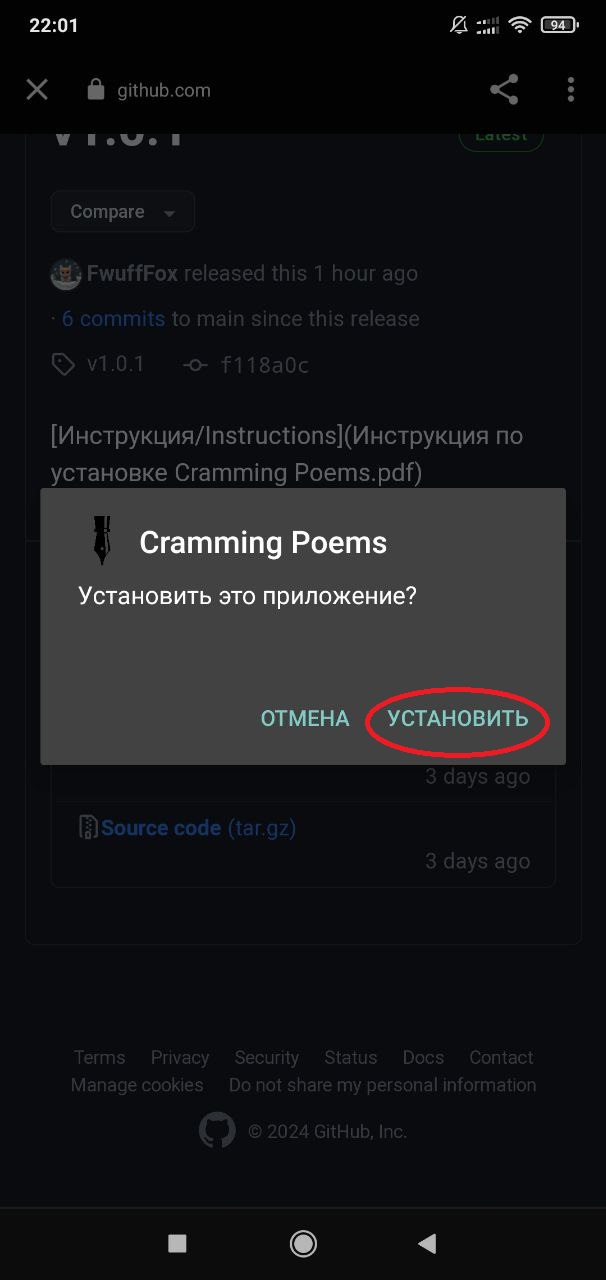 22:01
94
github.com
v1.0.1
Latest
Compare
FwuffFox released this 1 hour ago
· 6 commits to main since this release
v1.0.1 f118a0c
[Инструкция/Instructions](Инструкция по
установке Cramming Poems.pdf)
Cramming Poems
Установить это приложение?
ОТМЕНА УСТАНОВИТЬ
3 days ago
Source code (tar.gz)
3 days ago
Terms Privacy Security Status Docs Contact
Manage cookies Do not share my personal information
© 2024 GitHub, Inc.